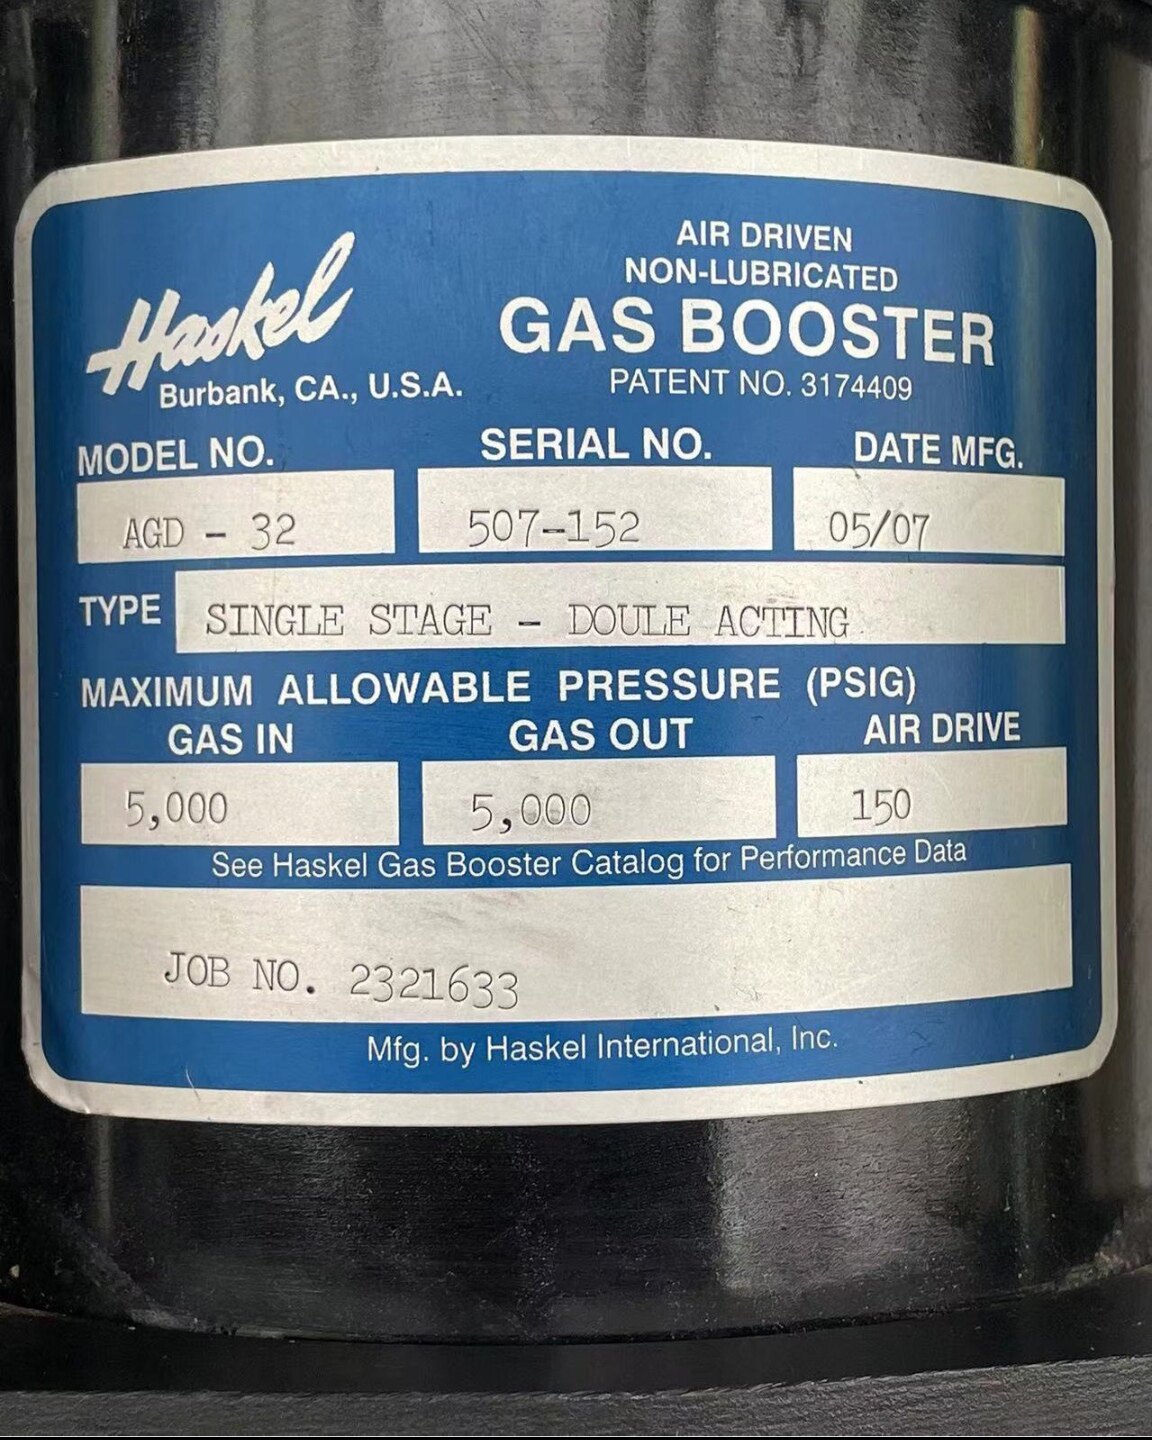 Haskel
Burbank, CA., U.S.A.
AIR DRIVEN
NON-LUBRICATED
GAS BOOSTER
PATENT NO. 3174409
MODEL NO. SERIAL NO. DATE MFG.
AGD - 32 507-152 05/07
TYPE SINGLE STAGE - DOULE ACTING
MAXIMUM ALLOWABLE PRESSURE (PSIG)
GAS IN GAS OUT AIR DRIVE
5,000 5,000 150
See Haskel Gas Booster Catalog for Performance Data
JOB NO. 2321633
Mfg. by Haskel International, Inc.